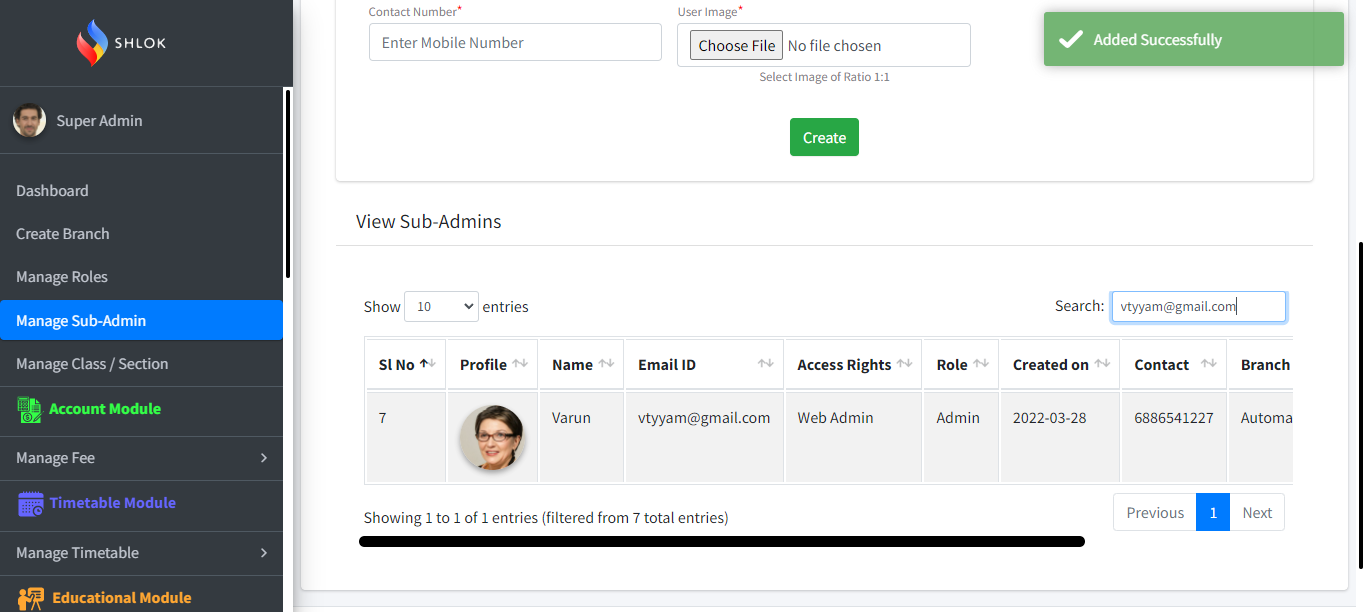 SHLOK
Super Admin
Dashboard
Create Branch
Manage Roles
Manage Sub-Admin
Manage Class / Section
Account Module
Manage Fee
Timetable Module
Manage Timetable
Educational Module
Contact Number* User Image*
Enter Mobile Number Choose File No file chosen
Select Image of Ratio 1:1
Added Successfully
Create
View Sub-Admins
Show 10 entries Search: vtyyam@gmail.com
Sl No Profile Name Email ID Access Rights Role Created on Contact Branch
7 Varun vtyyam@gmail.com Web Admin Admin 2022-03-28 6886541227 Automa
Showing 1 to 1 of 1 entries (filtered from 7 total entries) Previous 1 Next